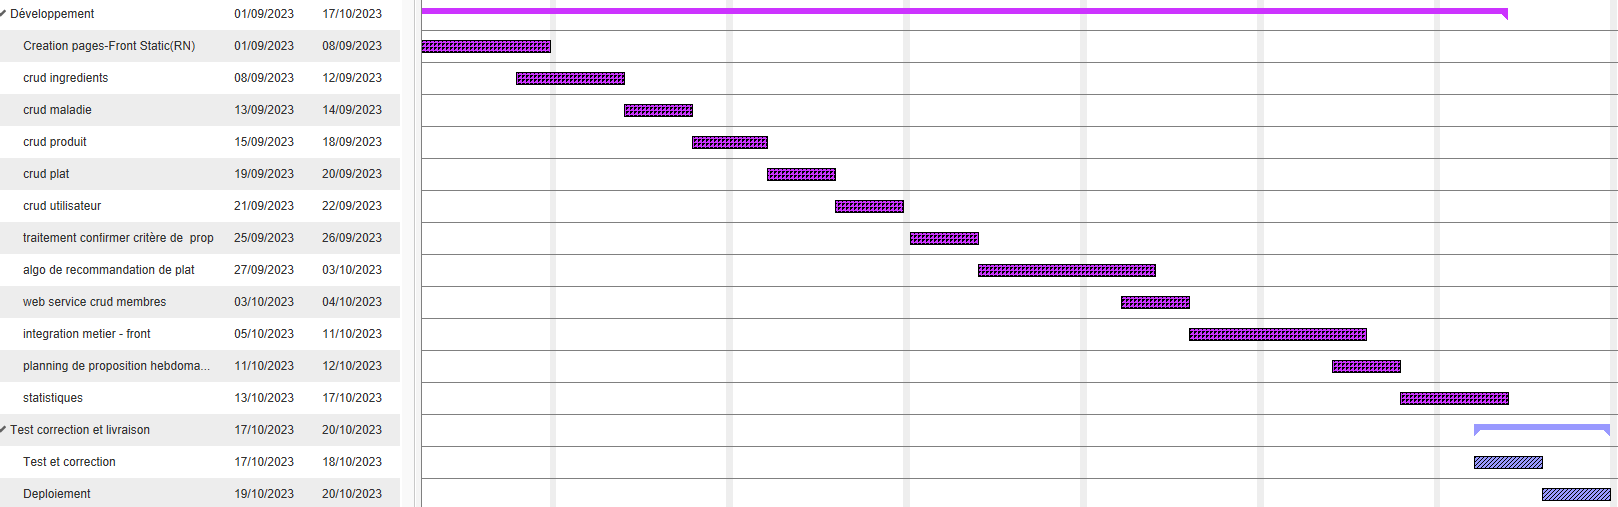 Développement 01/09/2023 17/10/2023
Creation pages-Front Static(RN) 01/09/2023 08/09/2023
crud ingredients 08/09/2023 12/09/2023
crud maladie 13/09/2023 14/09/2023
crud produit 15/09/2023 18/09/2023
crud plat 19/09/2023 20/09/2023
crud utilisateur 21/09/2023 22/09/2023
traitement confirmer critère de prop 25/09/2023 26/09/2023
algo de recommandation de plat 27/09/2023 03/10/2023
web service crud membres 03/10/2023 04/10/2023
integration metier - front 05/10/2023 11/10/2023
planning de proposition hebdoma... 11/10/2023 12/10/2023
statistiques 13/10/2023 17/10/2023
Test correction et livraison 17/10/2023 20/10/2023
Test et correction 17/10/2023 18/10/2023
Deploiement 19/10/2023 20/10/2023